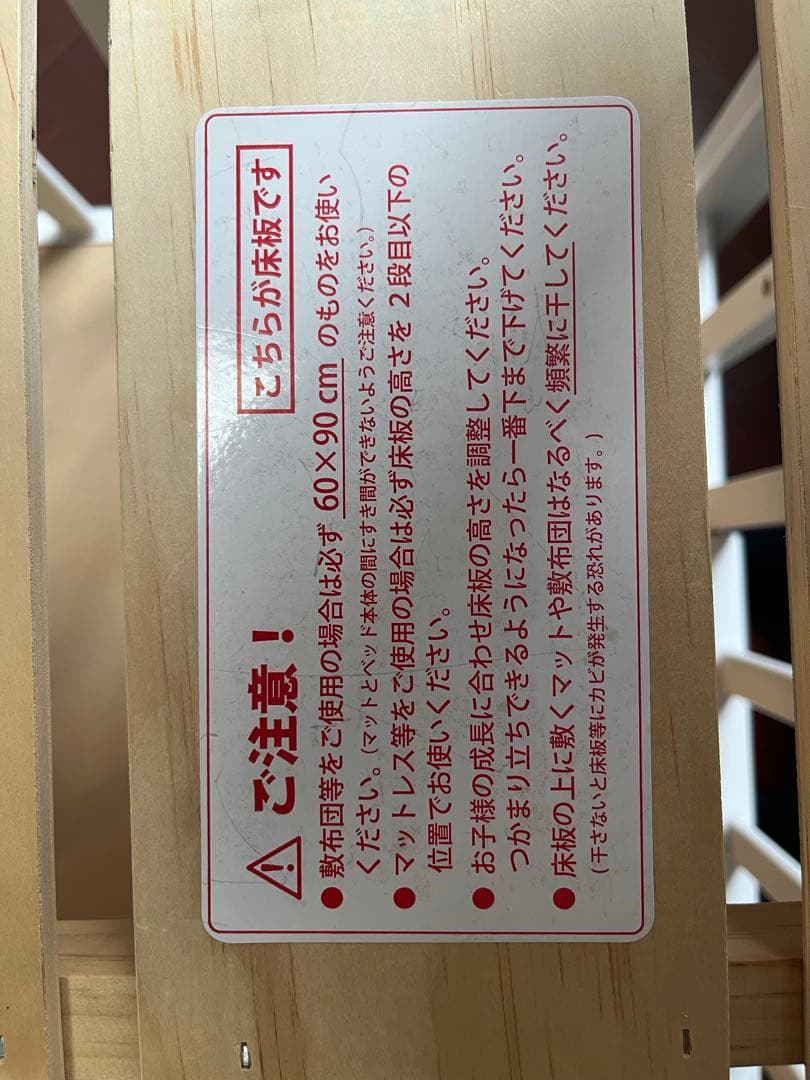 ⚠ ご注意！ こちらが床板です
●敷布団等をご使用の場合は必ず 60×90 cm のものをお使い
ください。(マットとベッド本体の間にすき間ができないようご注意ください。)
●マットレス等をご使用の場合は必ず床板の高さを 2段目以下の
位置でお使いください。
●お子様の成長に合わせ床板の高さを調整してください。
つかまり立ちできるようになったら一番下まで下げてください。
●床板の上に敷くマットや敷布団はなるべく頻繁に干してください。
(干さないと床板等にカビが発生する恐れがあります。)